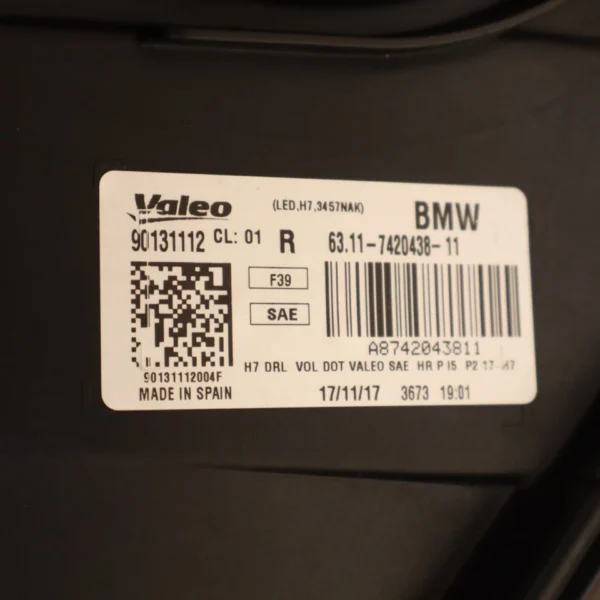 Valeo (LED,H7,3457NAK) BMW
90131112 CL: 01 R 63.11-7420438-11
F39
SAE
A8742043811
H7 DRL VOL DOT VALEO SAE HR P I5 P2
90131112004F
MADE IN SPAIN 17/11/17 3673 19:01